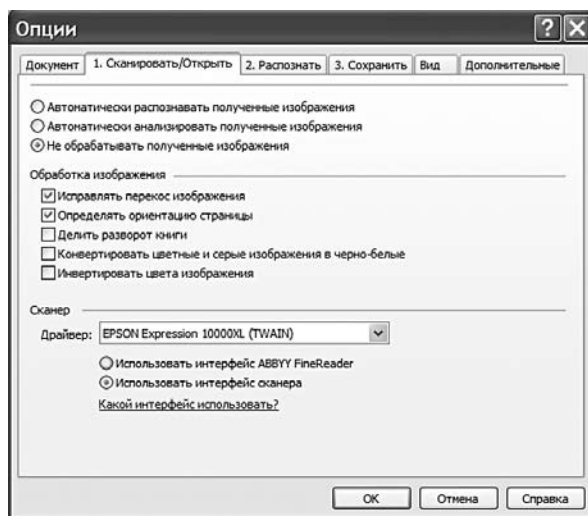 Опции
Документ 1. Сканировать/Открыть 2. Распознать 3. Сохранить Вид Дополнительные
Автоматически распознавать полученные изображения
Автоматически анализировать полученные изображения
Не обрабатывать полученные изображения
Обработка изображения
Исправлять перекос изображения
Определять ориентацию страницы
Делить разворот книги
Конвертировать цветные и серые изображения в черно-белые
Инвертировать цвета изображения
Сканер
Драйвер: EPSON Expression 10000XL (TWAIN)
Использовать интерфейс ABBYY FineReader
Использовать интерфейс сканера
Какой интерфейс использовать?
ОК Отмена Справка